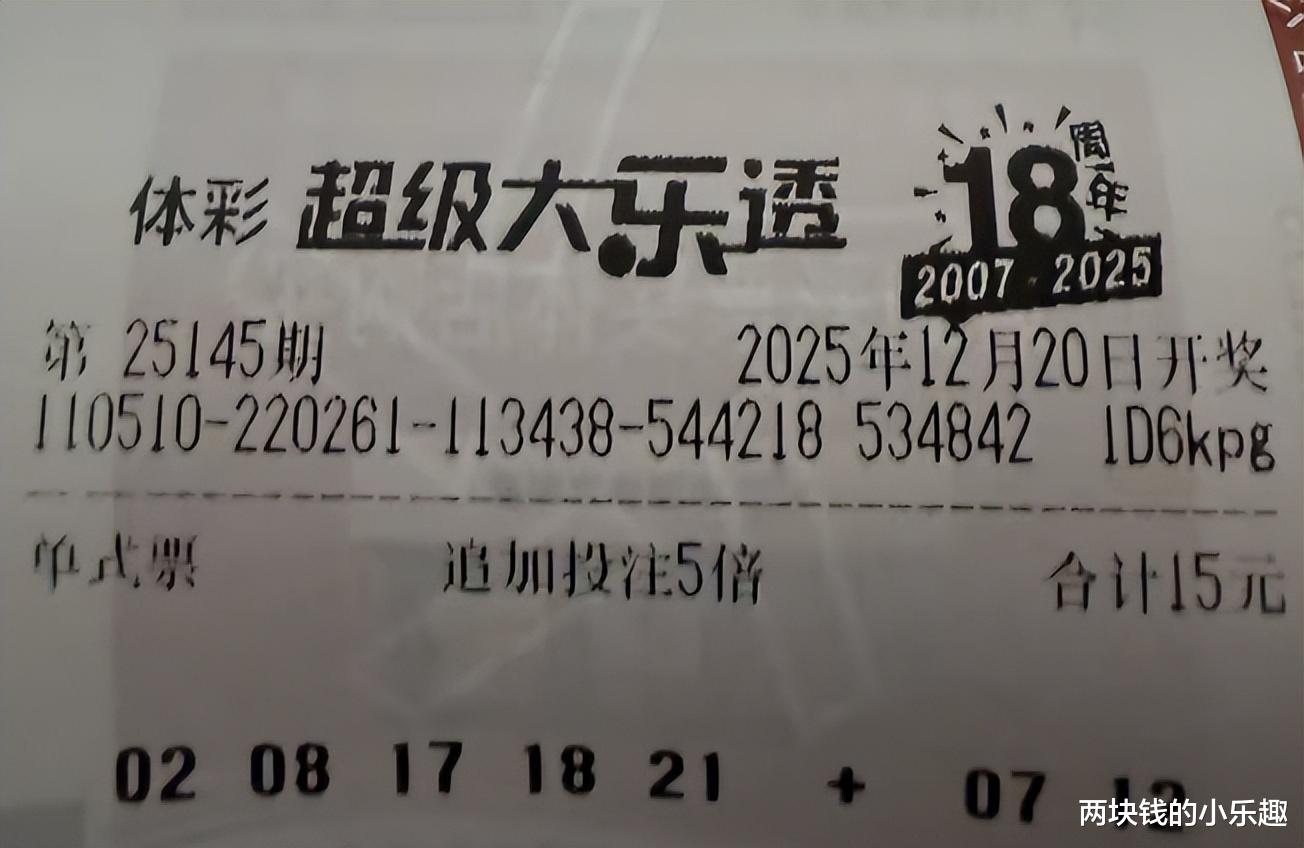 体彩 超级大乐透 18周年
2007 2025
第 25145期 2025年12月20日开奖
110510-220261-113438-544218 534842 1D6kpg
单式票 追加投注5倍 合计15元
02 08 17 18 21 + 07
两块钱的小乐趣